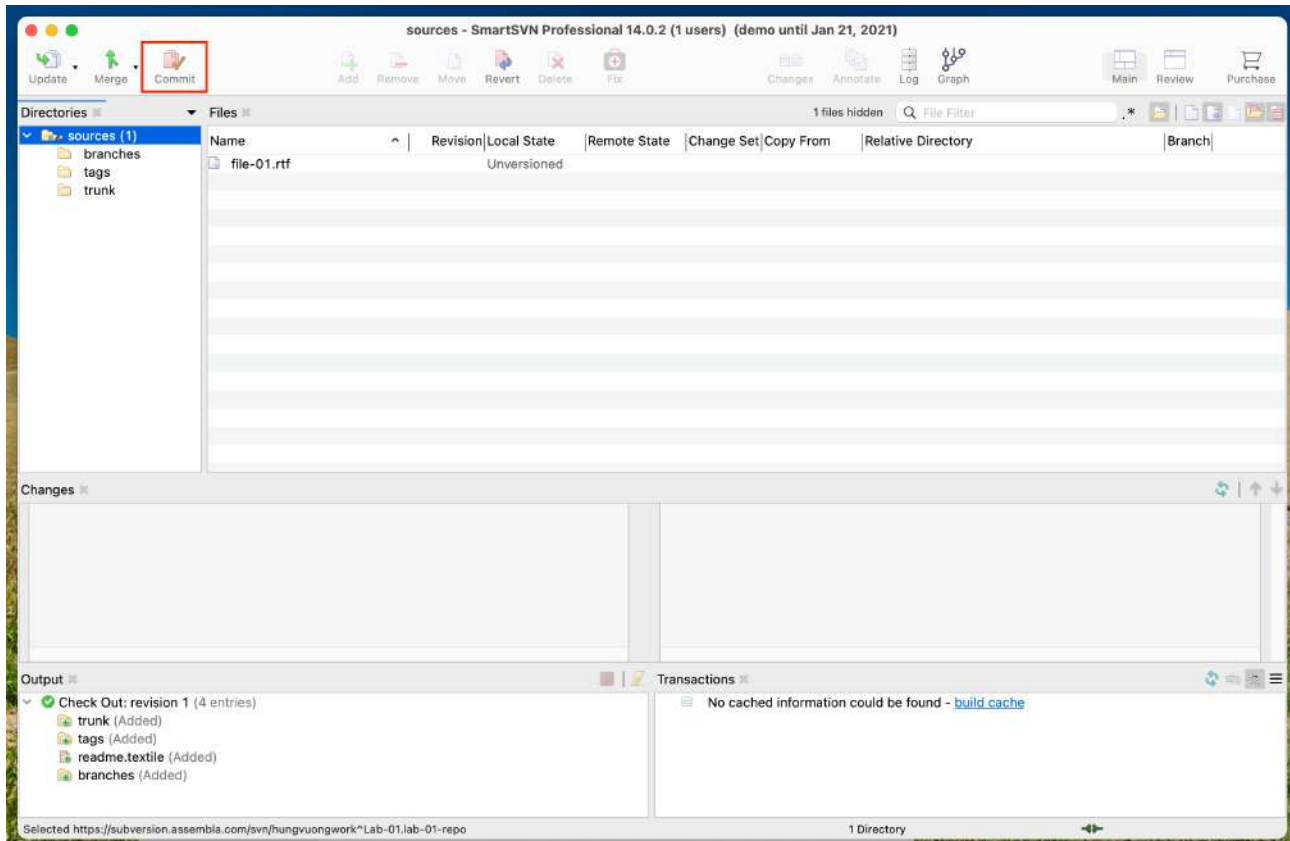 sources - SmartSVN Professional 14.0.2 (1 users) (demo until Jan 21, 2021)
Update Merge Commit Add Remove Move Revert Delete Fix Changes Annotate Log Graph Main Review Purchase
Directories Files 1 files hidden File Filter .*
sources (1)
branches
tags
trunk
Name Revision Local State Remote State Change Set Copy From Relative Directory Branch
file-01.rtf Unversioned
Changes
Output
Check Out: revision 1 (4 entries)
trunk (Added)
tags (Added)
readme.textile (Added)
branches (Added)
Transactions
No cached information could be found - build cache
Selected https://subversion.assembla.com/svn/hungvuongwork^Lab-01.lab-01-repo 1 Directory